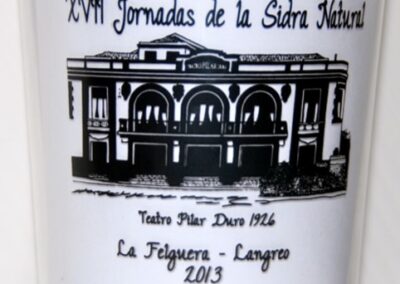 XVII Jornadas de la Sidra Natural
Teatro Pilar Duro 1926
La Felguera - Langreo
2013